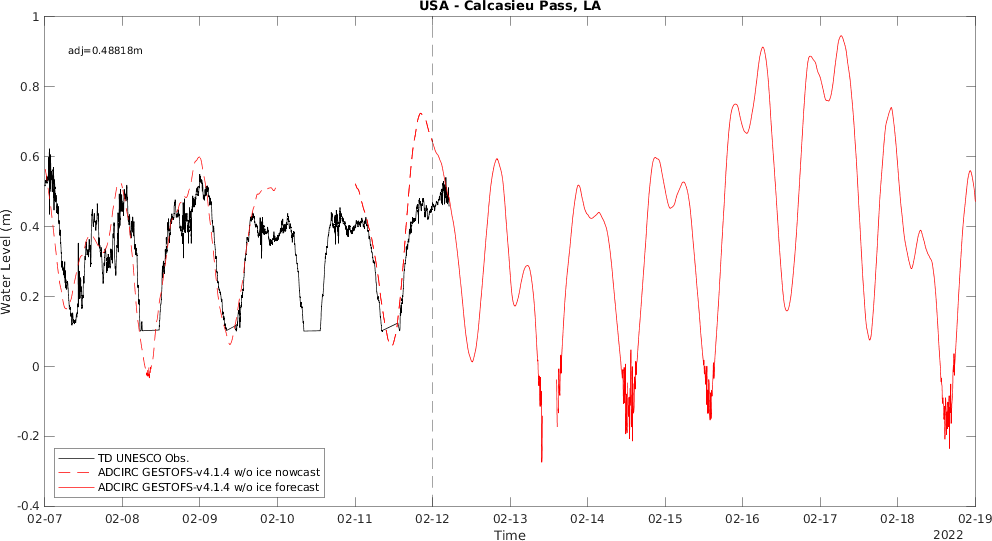 USA - Calcasieu Pass, LA
adj=0.48818m
Water Level (m)
1
0.8
0.6
0.4
0.2
0
-0.2
-0.4
TD UNESCO Obs.
ADCIRC GESTOFS-v4.1.4 w/o ice nowcast
ADCIRC GESTOFS-v4.1.4 w/o ice forecast
02-07 02-08 02-09 02-10 02-11 02-12 02-13 02-14 02-15 02-16 02-17 02-18 02-19
Time
2022